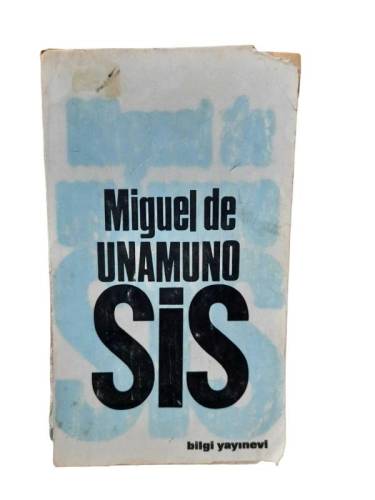 Miguel de
UNAMUNO
SiS
bilgi yayınevi